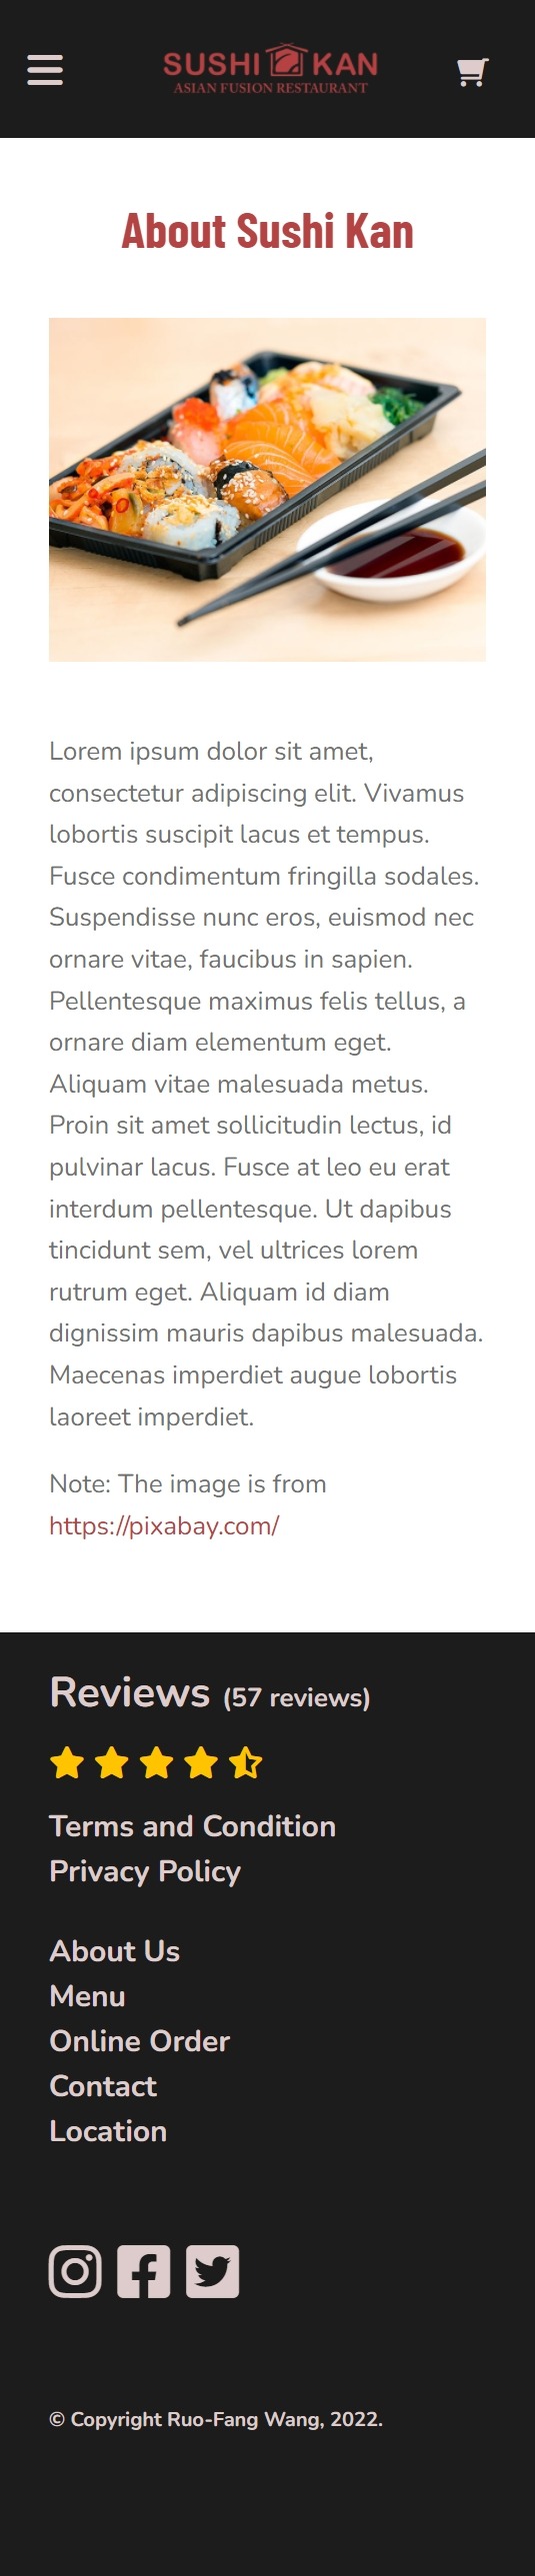 SUSHI KAN
ASIAN FUSION RESTAURANT
About Sushi Kan
Lorem ipsum dolor sit amet,
consectetur adipiscing elit. Vivamus
lobortis suscipit lacus et tempus.
Fusce condimentum fringilla sodales.
Suspendisse nunc eros, euismod nec
ornare vitae, faucibus in sapien.
Pellentesque maximus felis tellus, a
ornare diam elementum eget.
Aliquam vitae malesuada metus.
Proin sit amet sollicitudin lectus, id
pulvinar lacus. Fusce at leo eu erat
interdum pellentesque. Ut dapibus
tincidunt sem, vel ultrices lorem
rutrum eget. Aliquam id diam
dignissim mauris dapibus malesuada.
Maecenas imperdiet augue lobortis
laoreet imperdiet.
Note: The image is from
https://pixabay.com/
Reviews (57 reviews)
Terms and Condition
Privacy Policy
About Us
Menu
Online Order
Contact
Location
© Copyright Ruo-Fang Wang, 2022.